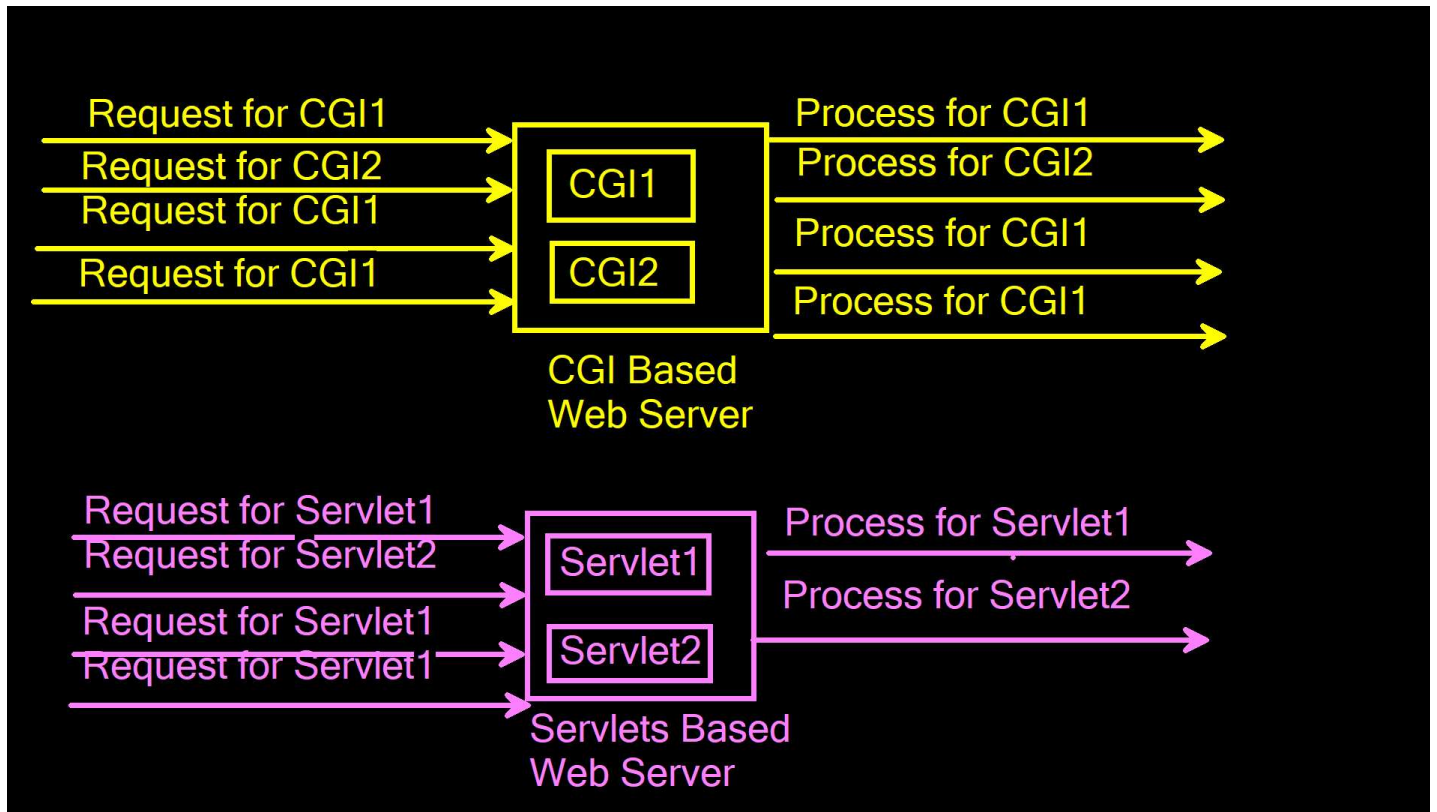 Request for CGI1
Request for CGI2
Request for CGI1
Request for CGI1
CGI1
CGI2
Process for CGI1
Process for CGI2
Process for CGI1
Process for CGI1
CGI Based
Web Server
Request for Servlet1
Request for Servlet2
Request for Servlet1
Request for Servlet1
Servlet1
Servlet2
Process for Servlet1
Process for Servlet2
Servlets Based
Web Server